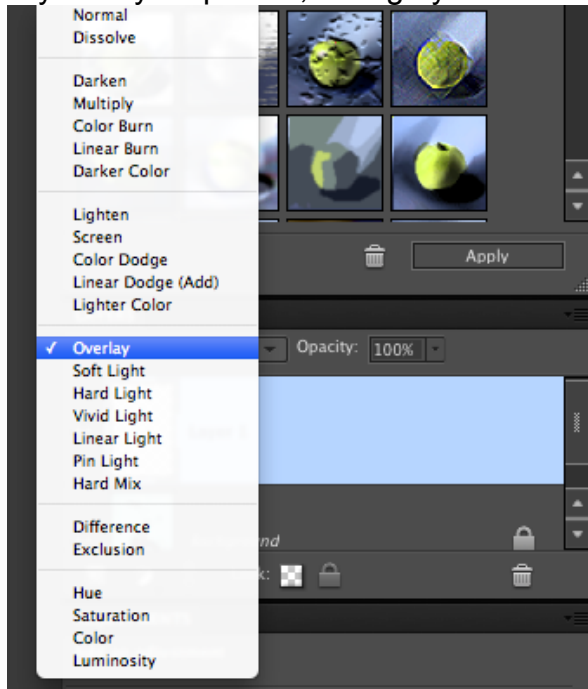 Normal
Dissolve
Darken
Multiply
Color Burn
Linear Burn
Darker Color
Lighten
Screen
Color Dodge
Linear Dodge (Add)
Lighter Color
Apply
✓ Overlay
Opacity: 100%
Soft Light
Hard Light
Vivid Light
Linear Light
Pin Light
Hard Mix
Difference
Exclusion
Hue
Saturation
Color
Luminosity